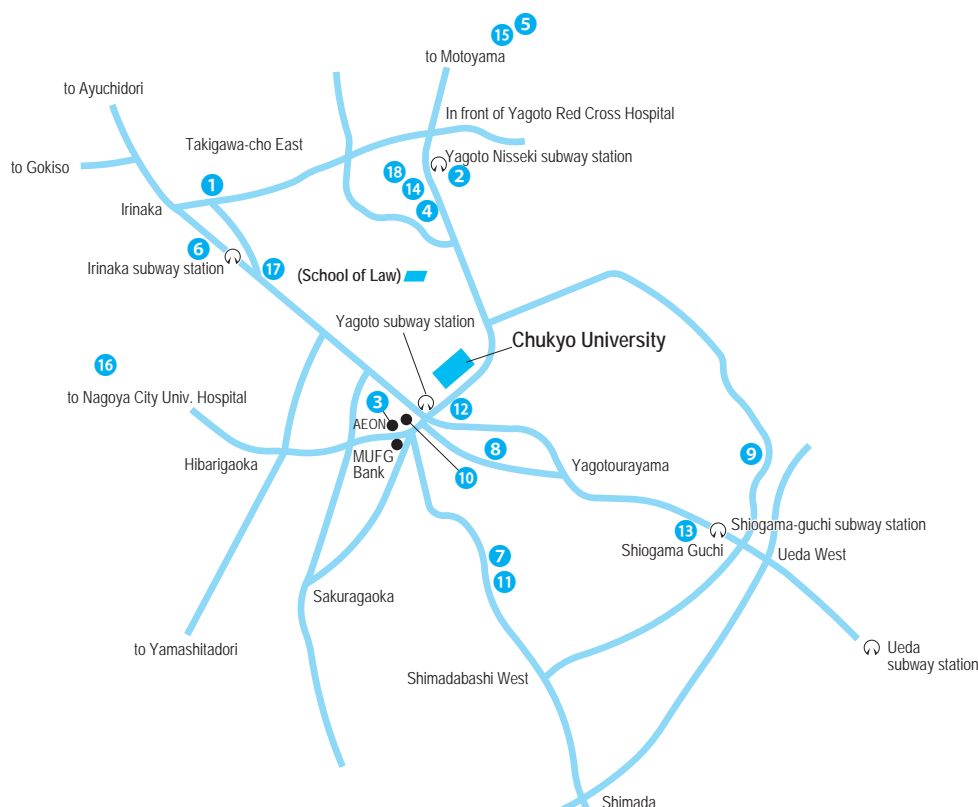 15
5
to Motoyama
to Ayuchidori
In front of Yagoto Red Cross Hospital
Takigawa-cho East
to Gokiso
Yagoto Nisseki subway station
18
2
14
1
4
Irinaka
6
Irinaka subway station
17
(School of Law)
Yagoto subway station
Chukyo University
16
to Nagoya City Univ. Hospital
3
12
AEON
MUFG
Bank
8
9
Hibarigaoka
10
Yagotourayama
Shiogama-guchi subway station
13
Shiogama Guchi
Ueda West
7
11
Sakuragaoka
to Yamashitadori
Ueda
subway station
Shimadabashi West
Shimada